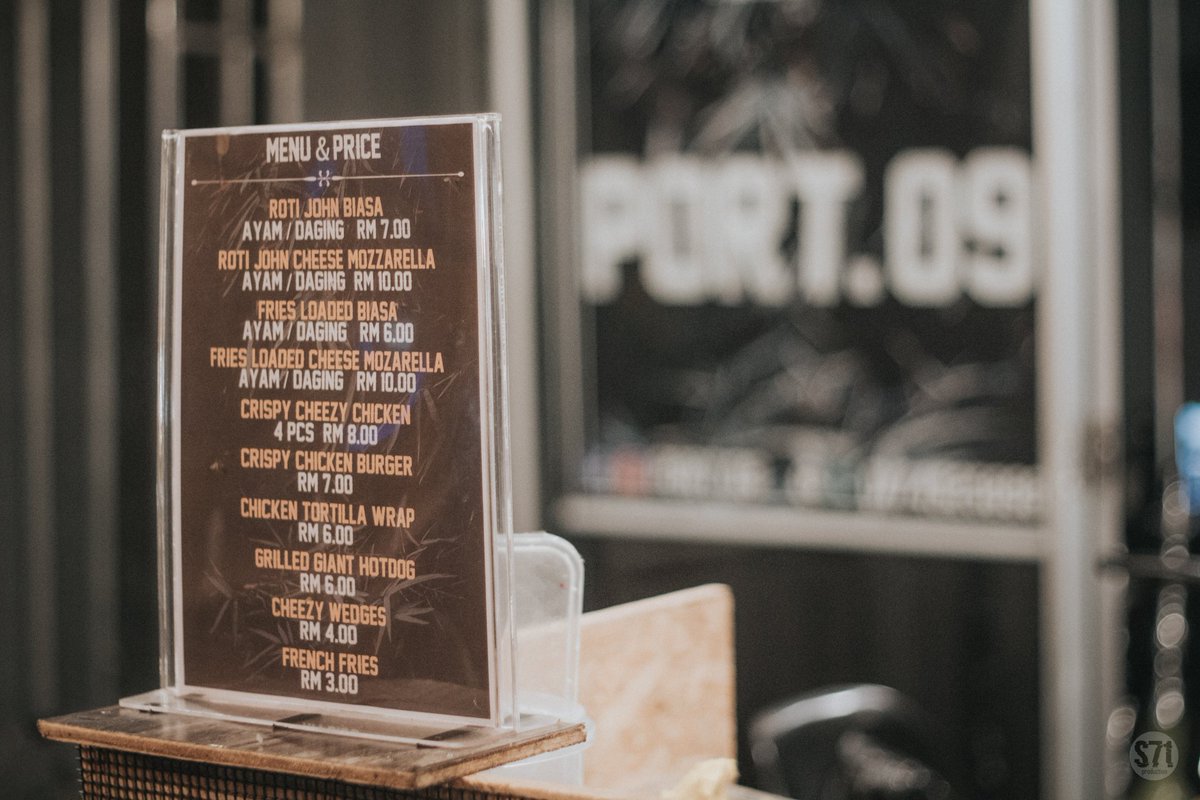 MENU & PRICE
ROTI JOHN BIASA
AYAM / DAGING RM 7.00
ROTI JOHN CHEESE MOZZARELLA
AYAM / DAGING RM 10.00
FRIES LOADED BIASA
AYAM / DAGING RM 6.00
FRIES LOADED CHEESE MOZARELLA
AYAM / DAGING RM 10.00
CRISPY CHEEZY CHICKEN
4 PCS RM 8.00
CRISPY CHICKEN BURGER
RM 7.00
CHICKEN TORTILLA WRAP
RM 6.00
GRILLED GIANT HOTDOG
RM 6.00
CHEEZY WEDGES
RM 4.00
FRENCH FRIES
RM 3.00
PORT.09
S71
production